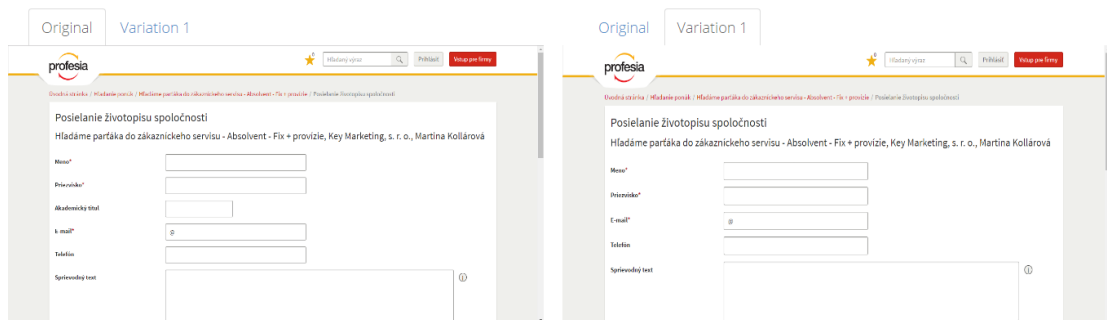 Original Variation 1
profesia
0
Hľadaný výraz
Prihlásiť
Vstup pre firmy
Úvodná stránka / Hľadanie ponúk / Hľadáme parťáka do zákazníckeho servisu - Absolvent - Fix + provízie / Posielanie životopisu spoločnosti
Posielanie životopisu spoločnosti
Hľadáme parťáka do zákazníckeho servisu - Absolvent - Fix + provízie, Key Marketing, s. r. o., Martina Kollárová
Meno*
Priezvisko*
Akademický titul
E-mail*
@
Telefón
Sprievodný text
Original Variation 1
profesia
0
Hľadaný výraz
Prihlásiť
Vstup pre firmy
Úvodná stránka / Hľadanie ponúk / Hľadáme parťáka do zákazníckeho servisu - Absolvent - Fix + provízie / Posielanie životopisu spoločnosti
Posielanie životopisu spoločnosti
Hľadáme parťáka do zákazníckeho servisu - Absolvent - Fix + provízie, Key Marketing, s. r. o., Martina Kollárová
Meno*
Priezvisko*
E-mail*
@
Telefón
Sprievodný text